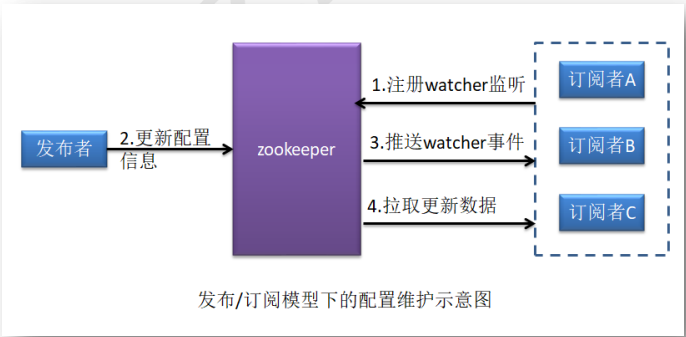 1.注册watcher监听
订阅者A
发布者
2.更新配置
信息
zookeeper
3.推送watcher事件
订阅者B
4.拉取更新数据
订阅者C
发布/订阅模型下的配置维护示意图